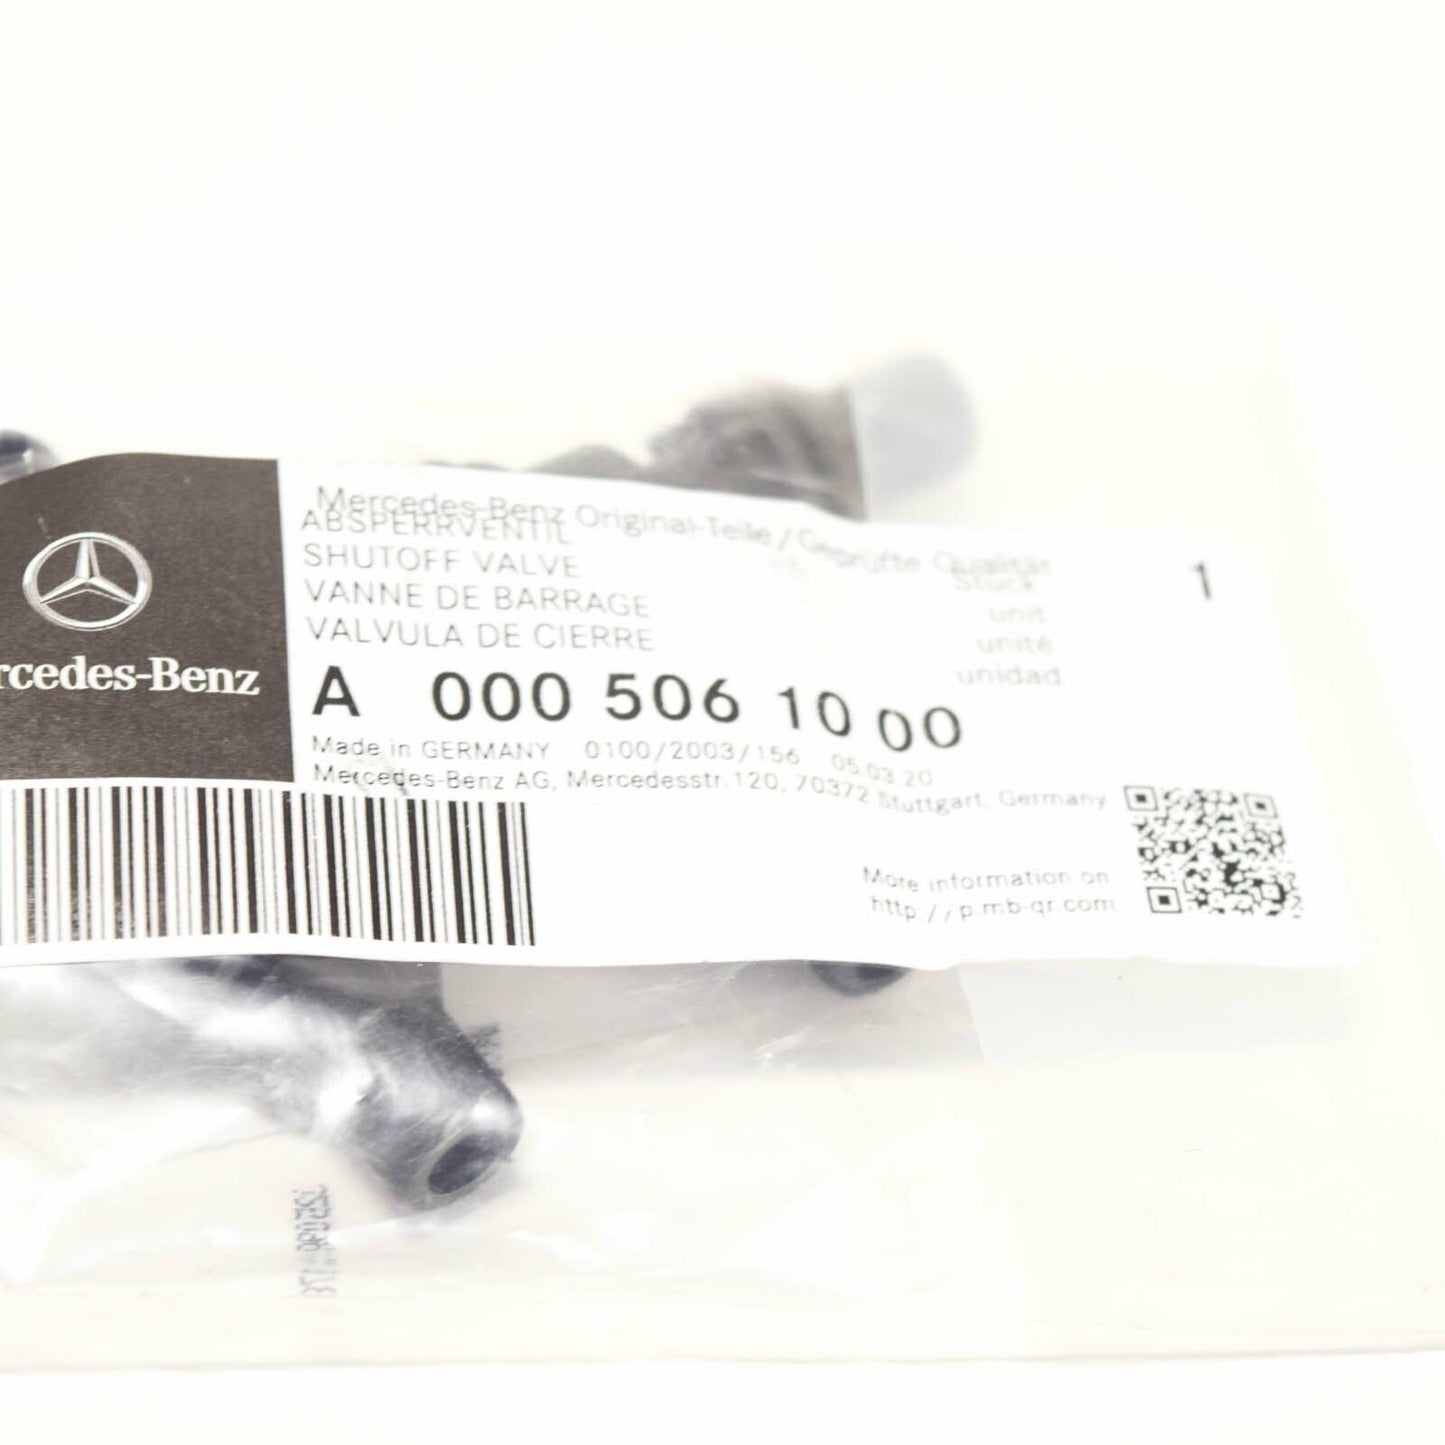 Mercedes-Benz Original-Teile / Geprüfte Qualität
ABSPERRVENTIL
SHUTOFF VALVE
VANNE DE BARRAGE
VALVULA DE CIERRE
Stück 1
unit
unité
unidad
rcedes-Benz
A 000 506 10 00
Made in GERMANY 0100/2003/156 05.03.20
Mercedes-Benz AG, Mercedesstr. 120, 70372 Stuttgart, Germany
More information on
http://p.mb-qr.com